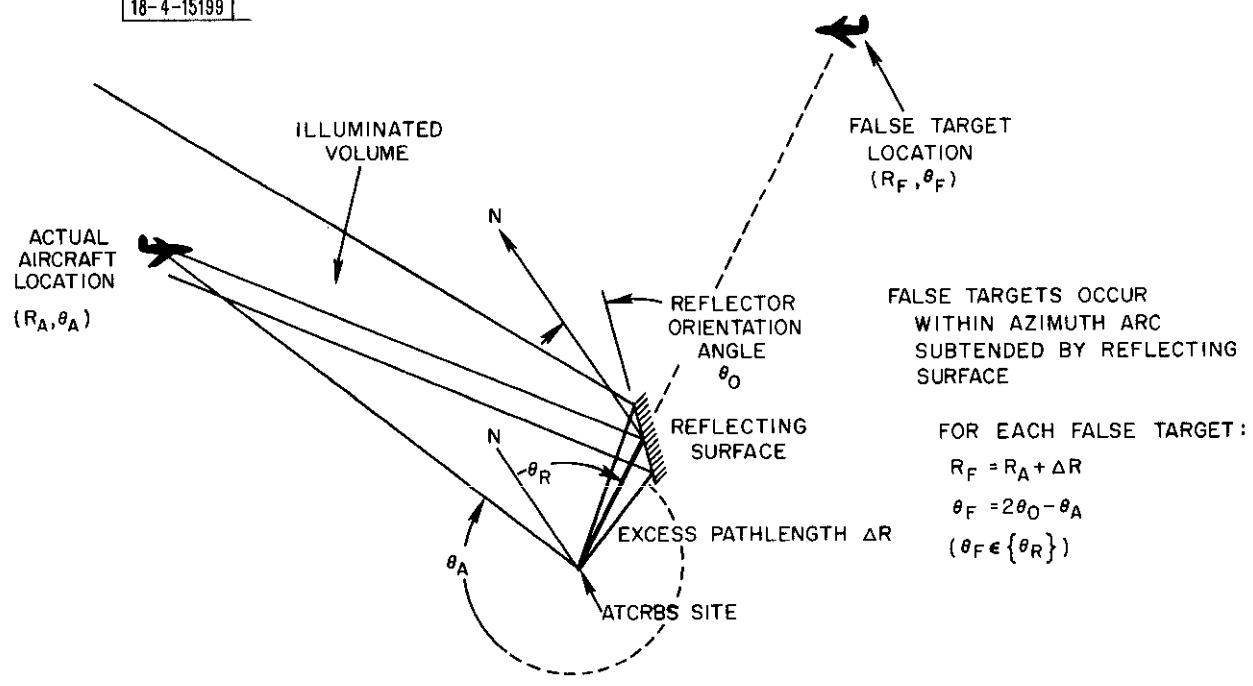 18-4-15199
ILLUMINATED
VOLUME
FALSE TARGET
LOCATION
(R_F, θ_F)
ACTUAL
AIRCRAFT
LOCATION
(R_A, θ_A)
N
REFLECTOR
ORIENTATION
ANGLE
θ_O
FALSE TARGETS OCCUR
WITHIN AZIMUTH ARC
SUBTENDED BY REFLECTING
SURFACE
REFLECTING
SURFACE
N
θ_R
FOR EACH FALSE TARGET:
R_F = R_A + ΔR
θ_F = 2θ_O - θ_A
(θ_F ϵ {θ_R})
EXCESS PATHLENGTH ΔR
θ_A
ATCRBS SITE